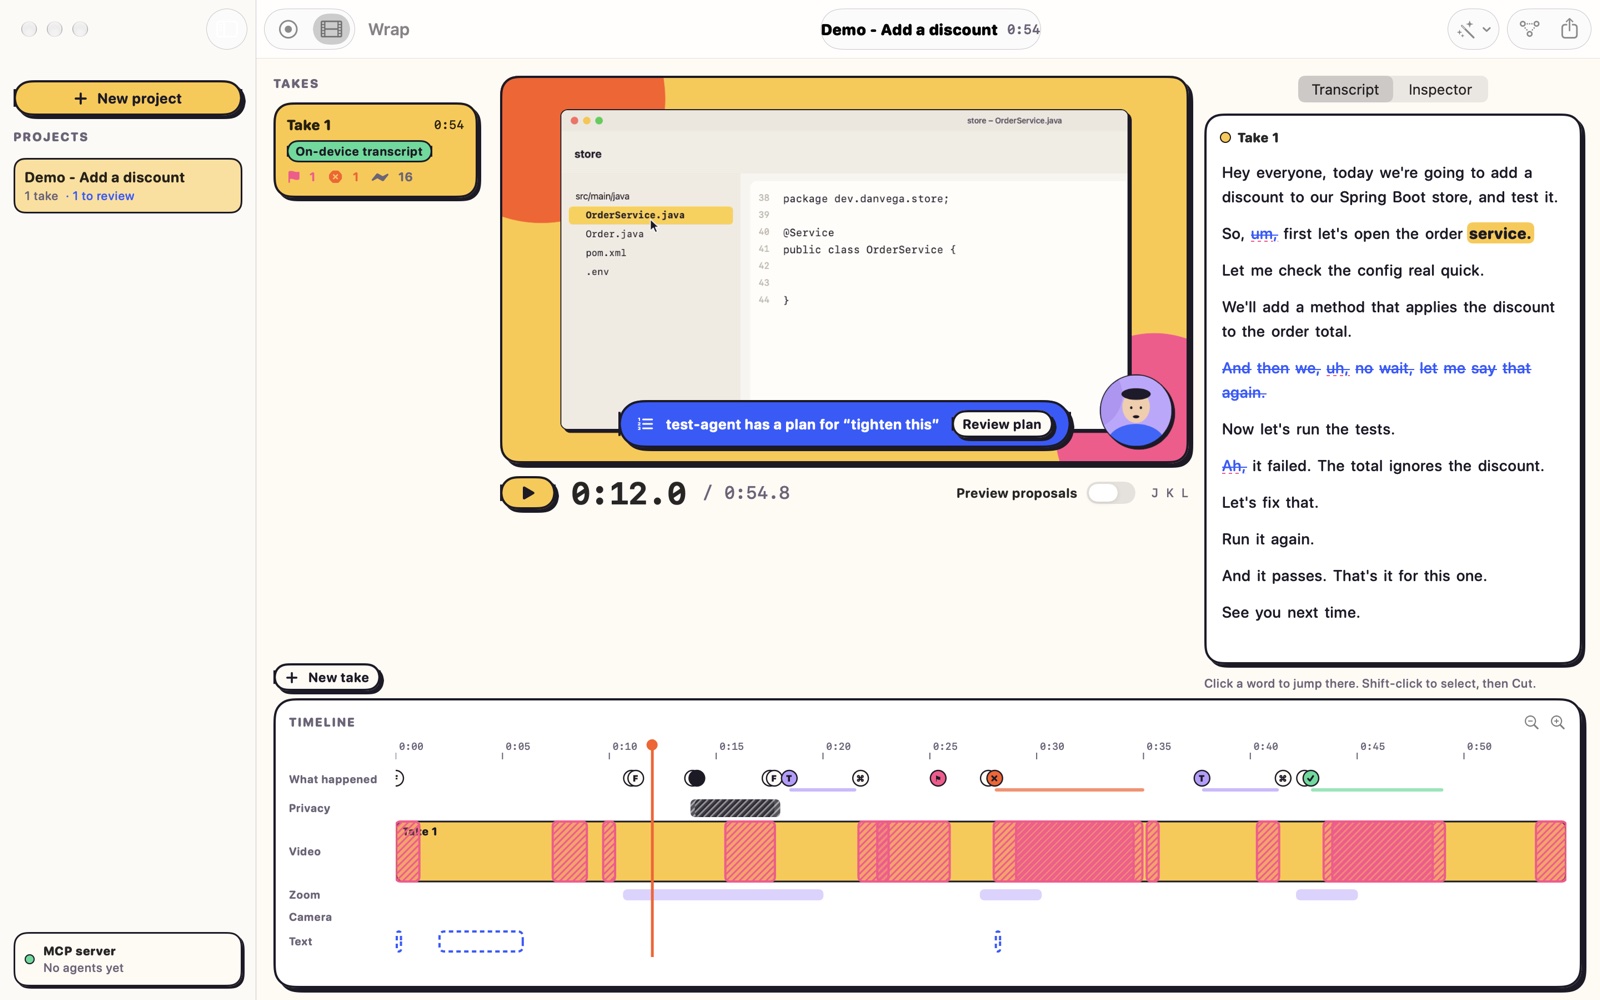 Wrap
Demo - Add a discount 0:54
New project
PROJECTS
Demo - Add a discount
1 take · 1 to review
MCP server
No agents yet
TAKES
Take 1 0:54
On-device transcript
1 1 16
New take
store – OrderService.java
store
src/main/java
OrderService.java
Order.java
pom.xml
.env
38 package dev.danvega.store;
39
40 @Service
41 public class OrderService {
42
43
44 }
test-agent has a plan for “tighten this” Review plan
0:12.0 / 0:54.8 Preview proposals J K L
Transcript Inspector
Take 1
Hey everyone, today we're going to add a
discount to our Spring Boot store, and test it.
So, um, first let's open the order service.
Let me check the config real quick.
We'll add a method that applies the discount
to the order total.
And then we, uh, no wait, let me say that
again.
Now let's run the tests.
Ah, it failed. The total ignores the discount.
Let's fix that.
Run it again.
And it passes. That's it for this one.
See you next time.
Click a word to jump there. Shift-click to select, then Cut.
TIMELINE
0:00 0:05 0:10 0:15 0:20 0:25 0:30 0:35 0:40 0:45 0:50
What happened F F F T ⌘ T ⌘
Privacy
Take 1
Video
Zoom
Camera
Text